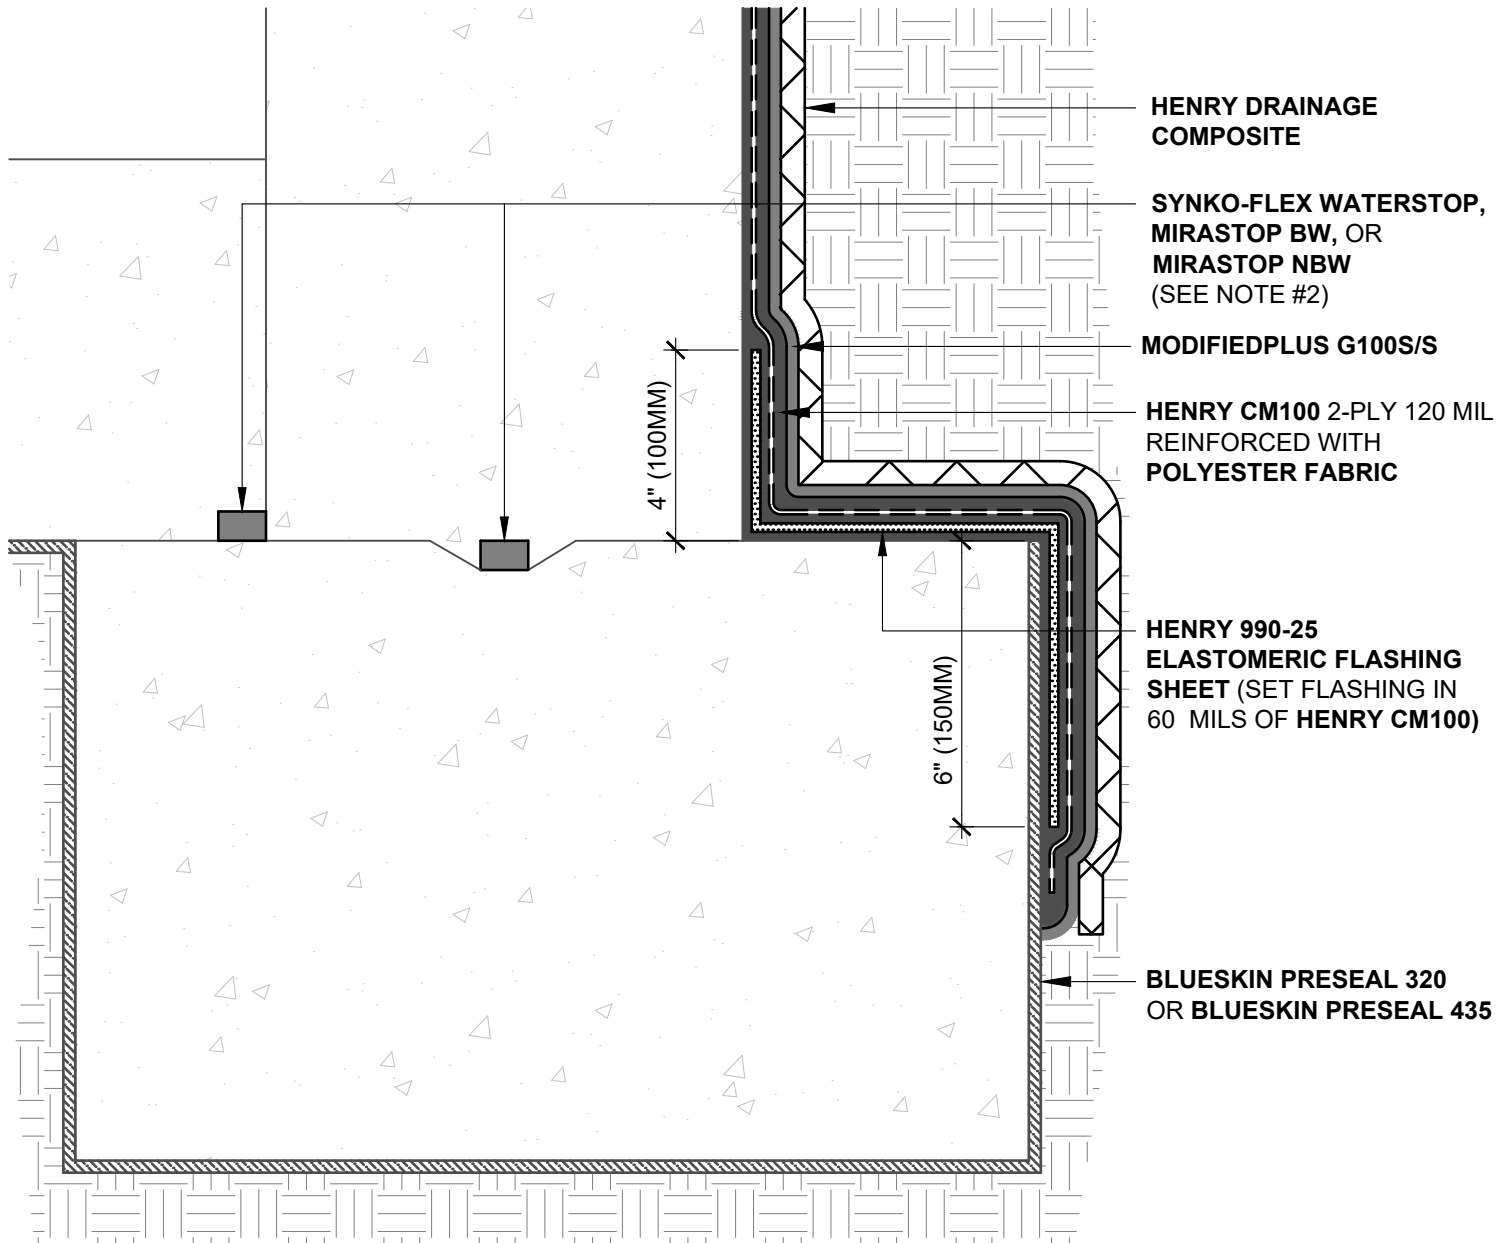 HENRY DRAINAGE
COMPOSITE
SYNKO-FLEX WATERSTOP,
MIRASTOP BW, OR
MIRASTOP NBW
(SEE NOTE #2)
MODIFIEDPLUS G100S/S
HENRY CM100 2-PLY 120 MIL
REINFORCED WITH
POLYESTER FABRIC
4" (100MM)
HENRY 990-25
ELASTOMERIC FLASHING
SHEET (SET FLASHING IN
60 MILS OF HENRY CM100)
6" (150MM)
BLUESKIN PRESEAL 320
OR BLUESKIN PRESEAL 435